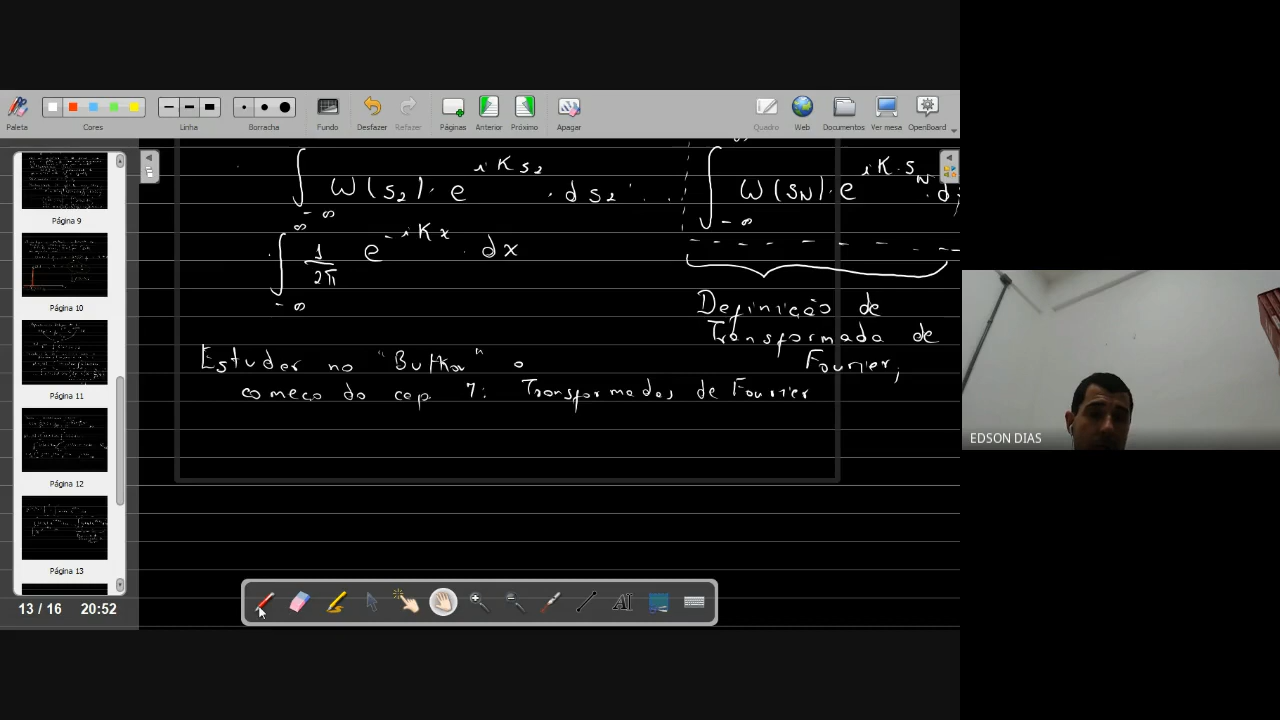 Paleta Cores Linha Borracha Fundo Desfazer Refazer Páginas Anterior Próximo Apagar Quadro Web Documentos Ver mesa OpenBoard
∫ W(s₂) · e^{iKs₂} · ds₂ ...
-∞
∫ W(s_N) · e^{iK·s_N} · d
-∞
∞
∫ 1/2π e^{-iKx} · dx
-∞
Definição de
Transformada de
Fourier,
Estudar no "Butkov" o
começo do cap. 7: Transformadas de Fourier
Página 9
Página 10
Página 11
Página 12
Página 13
13 / 16 20:52
EDSON DIAS